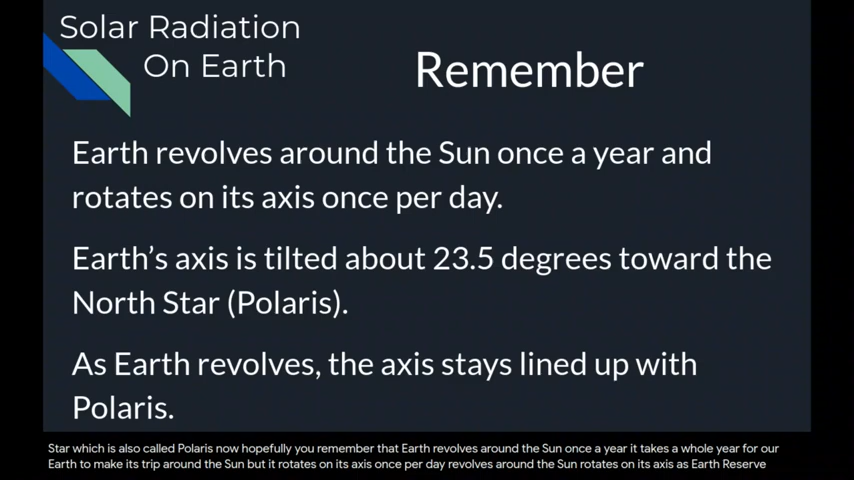 Solar Radiation
On Earth
Remember
Earth revolves around the Sun once a year and
rotates on its axis once per day.
Earth’s axis is tilted about 23.5 degrees toward the
North Star (Polaris).
As Earth revolves, the axis stays lined up with
Polaris.
Star which is also called Polaris now hopefully you remember that Earth revolves around the Sun once a year it takes a whole year for our
Earth to make its trip around the Sun but it rotates on its axis once per day revolves around the Sun rotates on its axis as Earth Reserve